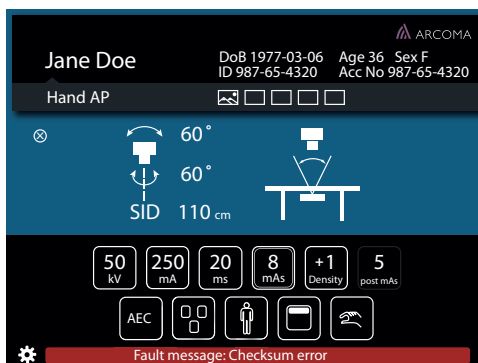 ARCOMA
Jane Doe
DoB 1977-03-06 Age 36 Sex F
ID 987-65-4320 Acc No 987-65-4320
Hand AP
60°
60°
SID 110 cm
50 250 20 8 +1 5
kV mA ms mAs Density post mAs
AEC
Fault message: Checksum error